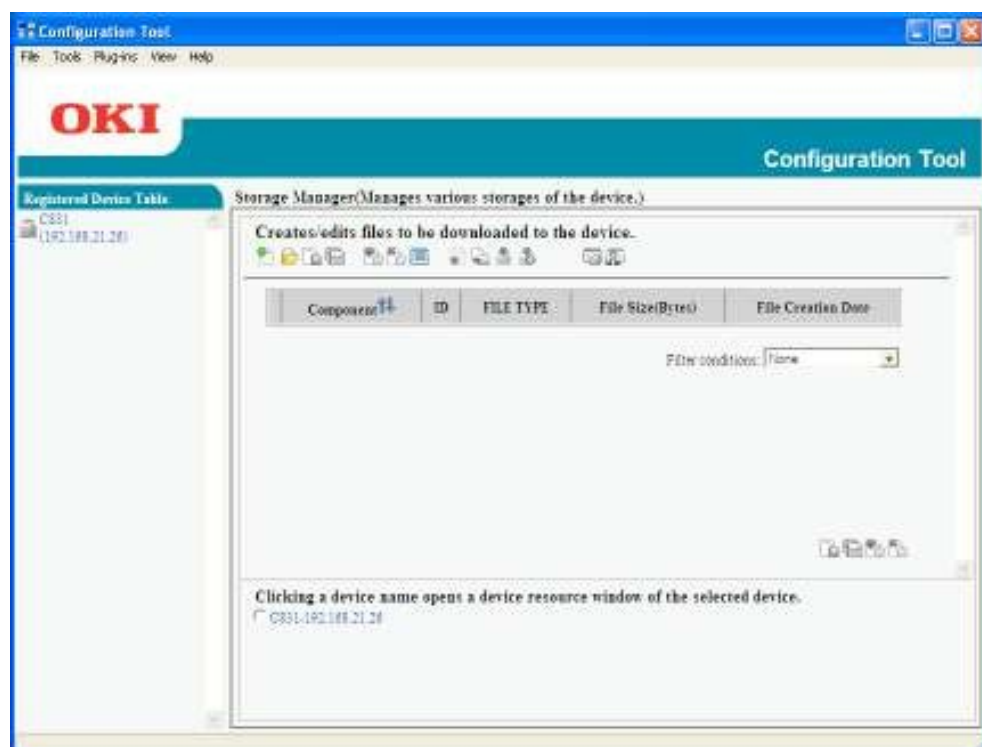 Configuration Tool
File Tools Plug-ins View Help
OKI
Configuration Tool
Registered Device Table
Storage Manager(Manages various storages of the device.)
C831
(192.168.21.26)
Creates/edits files to be downloaded to the device.
Component ID FILE TYPE File Size(Bytes) File Creation Date
Filter conditions: None
Clicking a device name opens a device resource window of the selected device.
C831-192.168.21.26